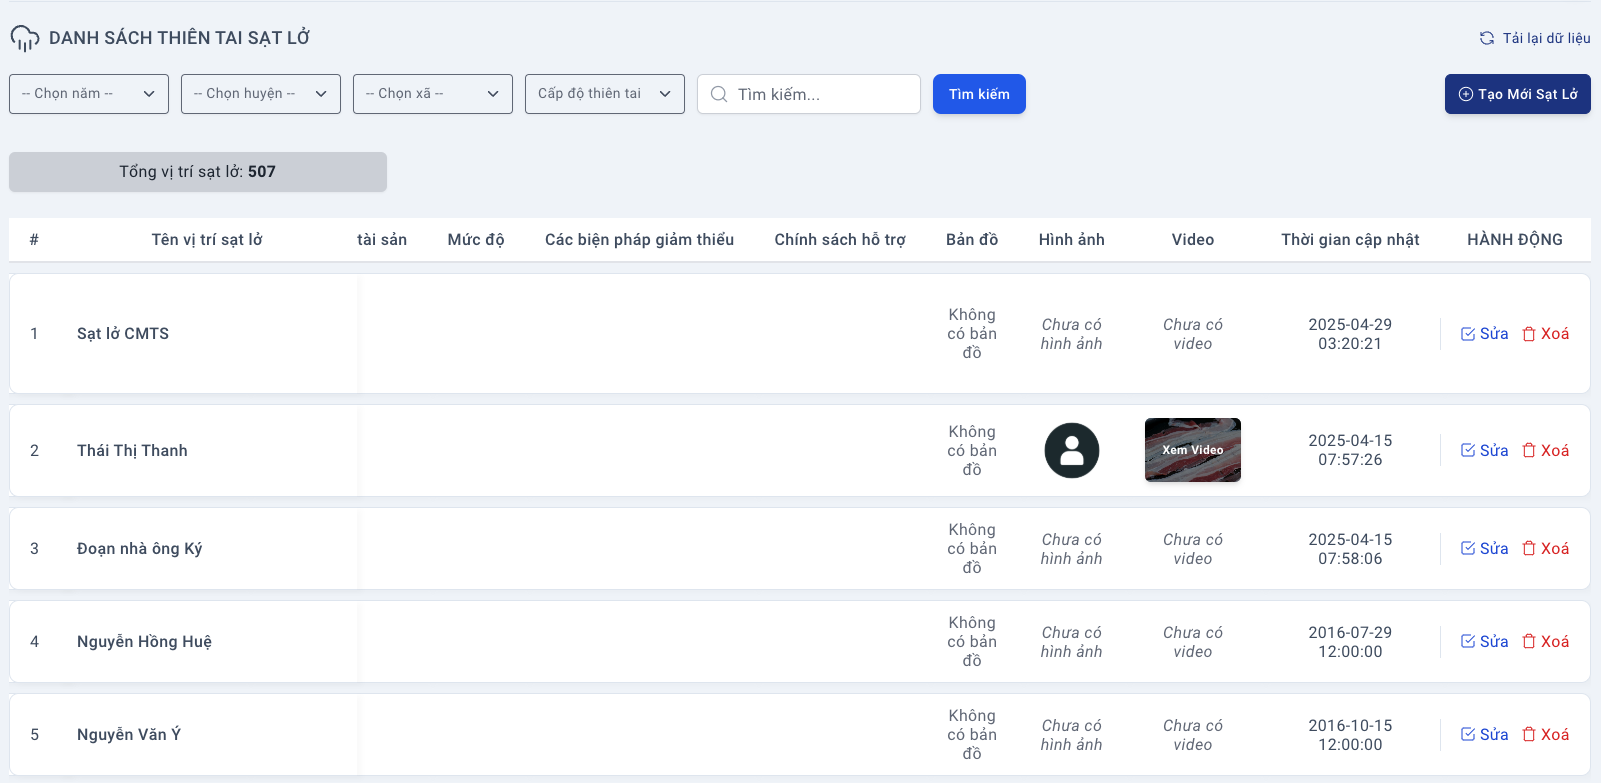 DANH SÁCH THIÊN TAI SẠT LỞ
Tải lại dữ liệu
-- Chọn năm --
-- Chọn huyện --
-- Chọn xã --
Cấp độ thiên tai
Tìm kiếm...
Tìm kiếm
Tạo Mới Sạt Lở
Tổng vị trí sạt lở: 507
# Tên vị trí sạt lở tài sản Mức độ Các biện pháp giảm thiểu Chính sách hỗ trợ Bản đồ Hình ảnh Video Thời gian cập nhật HÀNH ĐỘNG
1 Sạt lở CMTS
Không
có bản
đồ
Chưa có
hình ảnh
Chưa có
video
2025-04-29
03:20:21
Sửa Xoá
2 Thái Thị Thanh
Không
có bản
đồ
Xem Video
2025-04-15
07:57:26
Sửa Xoá
3 Đoạn nhà ông Ký
Không
có bản
đồ
Chưa có
hình ảnh
Chưa có
video
2025-04-15
07:58:06
Sửa Xoá
4 Nguyễn Hồng Huệ
Không
có bản
đồ
Chưa có
hình ảnh
Chưa có
video
2016-07-29
12:00:00
Sửa Xoá
5 Nguyễn Văn Ý
Không
có bản
đồ
Chưa có
hình ảnh
Chưa có
video
2016-10-15
12:00:00
Sửa Xoá